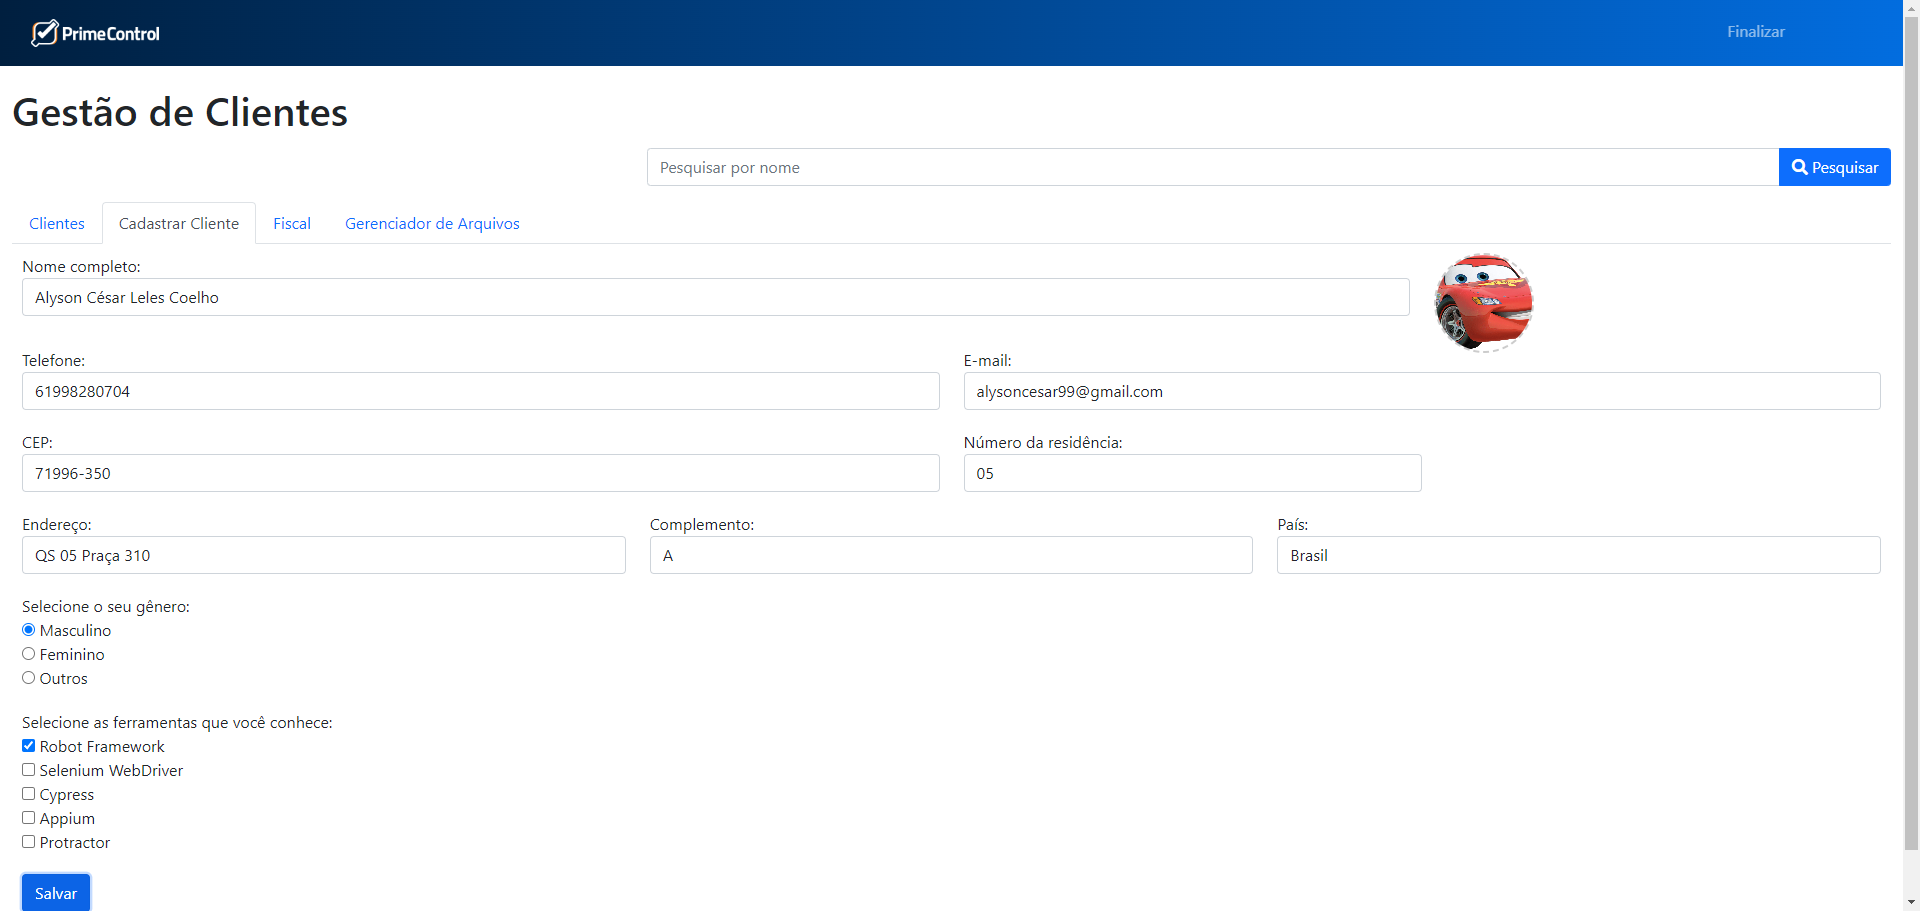 PrimeControl
Finalizar
Gestão de Clientes
Pesquisar por nome
Pesquisar
Clientes
Cadastrar Cliente
Fiscal
Gerenciador de Arquivos
Nome completo:
Alyson César Leles Coelho
Telefone:
E-mail:
61998280704
alysoncesar99@gmail.com
CEP:
Número da residência:
71996-350
05
Endereço:
Complemento:
País:
QS 05 Praça 310
A
Brasil
Selecione o seu gênero:
Masculino
Feminino
Outros
Selecione as ferramentas que você conhece:
Robot Framework
Selenium WebDriver
Cypress
Appium
Protractor
Salvar